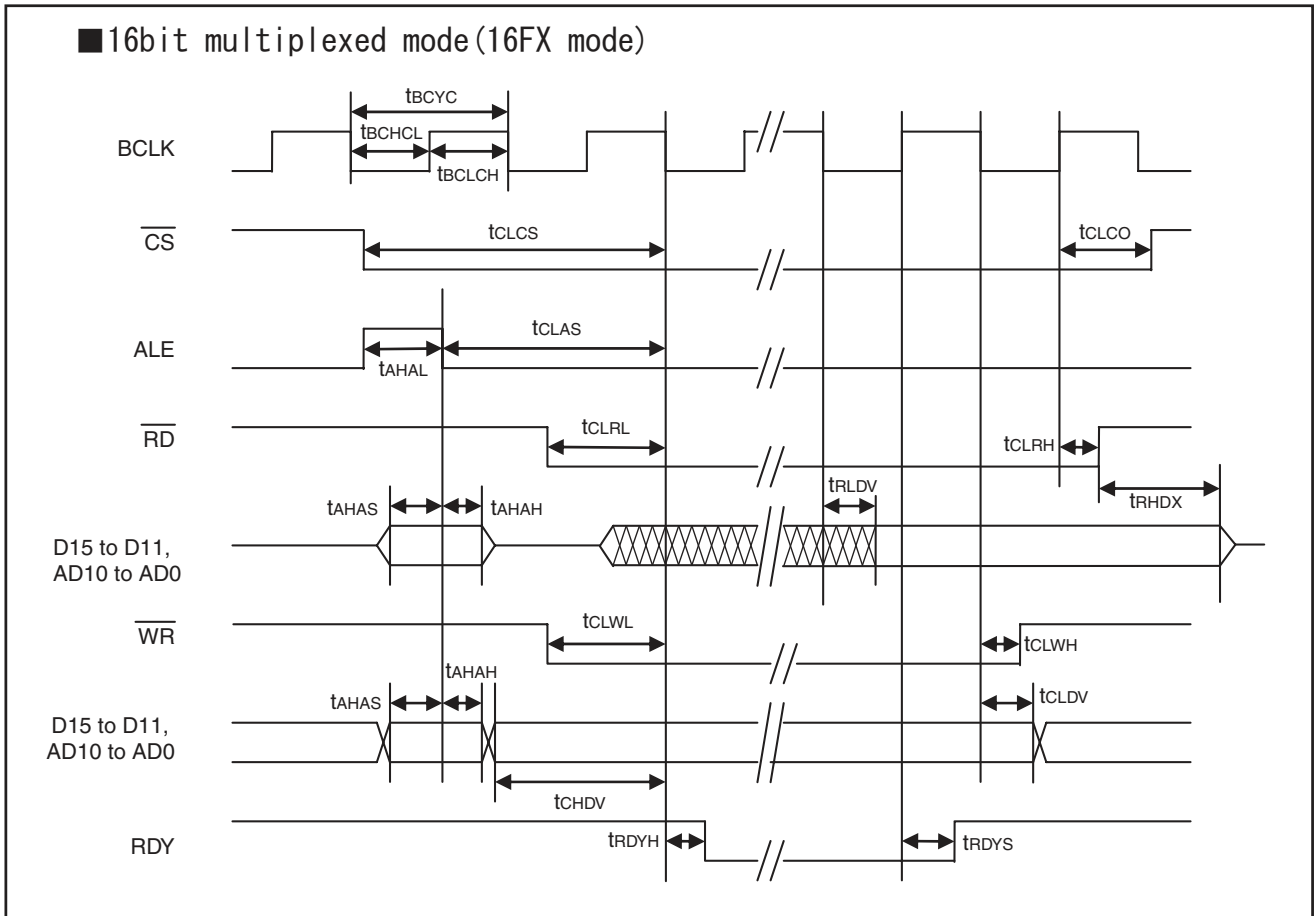 ■16bit multiplexed mode(16FX mode)
tBCYC
tBCHCL
BCLK
tBCLCH
CS
tCLCS
tCLCO
ALE
tCLAS
tAHAL
RD
tCLRL
tCLRH
tRLDV
tRHDX
tAHAS
tAHAH
D15 to D11,
AD10 to AD0
WR
tCLWL
tCLWH
tAHAH
tAHAS
tCLDV
D15 to D11,
AD10 to AD0
tCHDV
RDY
tRDYH
tRDYS